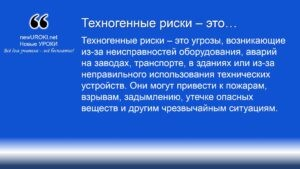 newUROKI.net
Новые УРОКИ
Всё для учителя – всё бесплатно!
Техногенные риски – это…
Техногенные риски – это угрозы, возникающие
из-за неисправностей оборудования, аварий
на заводах, транспорте, в зданиях или из-за
неправильного использования технических
устройств. Они могут привести к пожарам,
взрывам, задымлению, утечке опасных
веществ и другим чрезвычайным ситуациям.